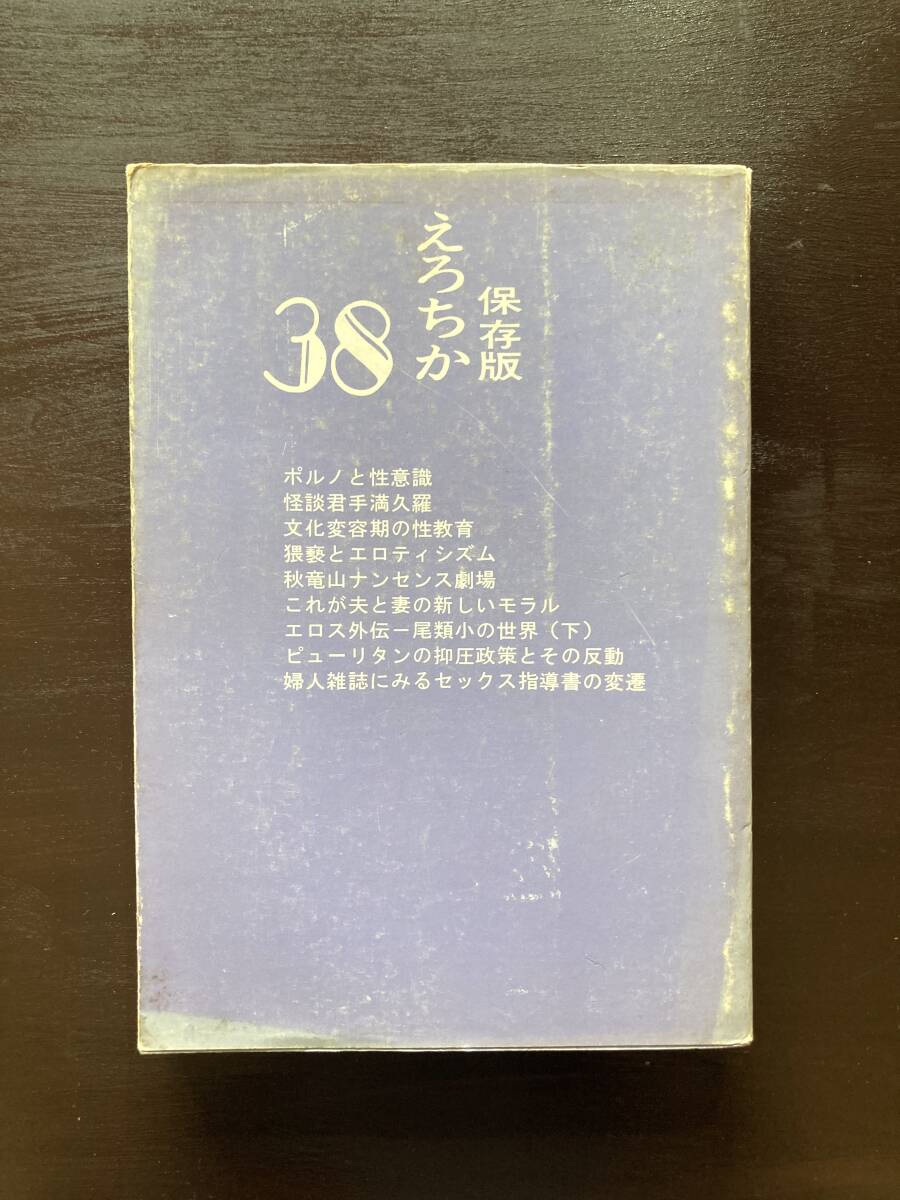 保存版
えろちか
38
ポルノと性意識
怪談君手満久羅
文化変容期の性教育
猥褻とエロティシズム
秋竜山ナンセンス劇場
これが夫と妻の新しいモラル
エロス外伝－尾類小の世界（下）
ピューリタンの抑圧政策とその反動
婦人雑誌にみるセックス指導書の変遷